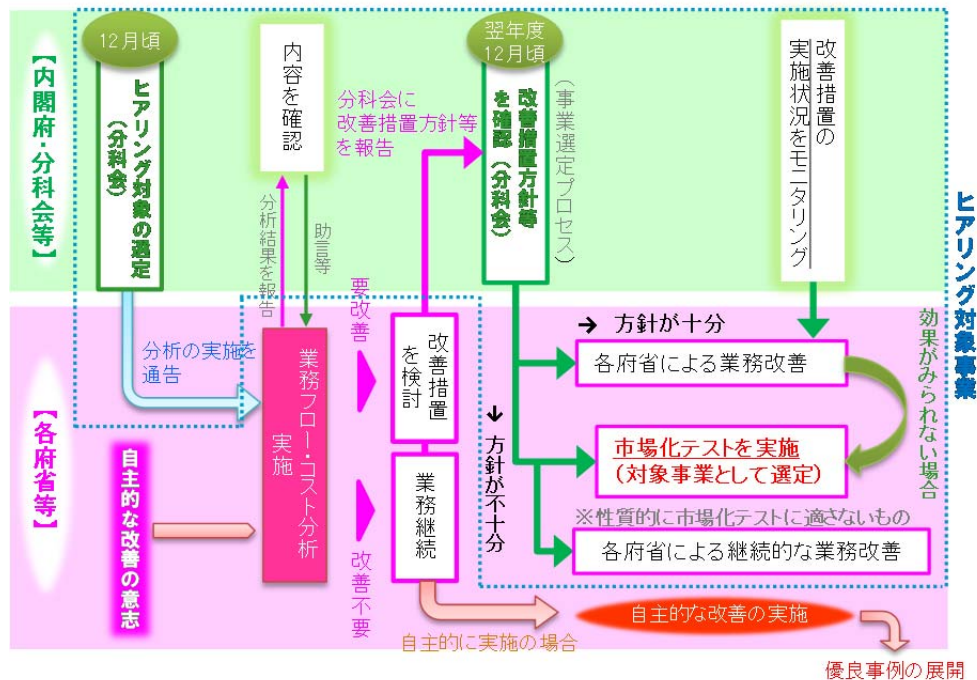 【内閣府・分科会等】
12月頃
ヒアリング対象の選定
(分科会)
内容を確認
分科会に
改善措置方針等
を報告
翌年度
12月頃
改善措置方針等
を確認(分科会)
(事業選定プロセス)
改善措置の
実施状況をモニタリング
ヒアリング対象事業
分析結果を報告
助言等
【各府省等】
分析の実施を
通告
自主的な改善の意志
業務フロー・コスト分析
実施
要改善
改善措置
を検討
改善不要
業務継続
→ 方針が十分
各府省による業務改善
効果がみられない場合
→ 方針が不十分
市場化テストを実施
(対象事業として選定)
※性質的に市場化テストに適さないもの
各府省による継続的な業務改善
自主的に実施の場合
自主的な改善の実施
優良事例の展開